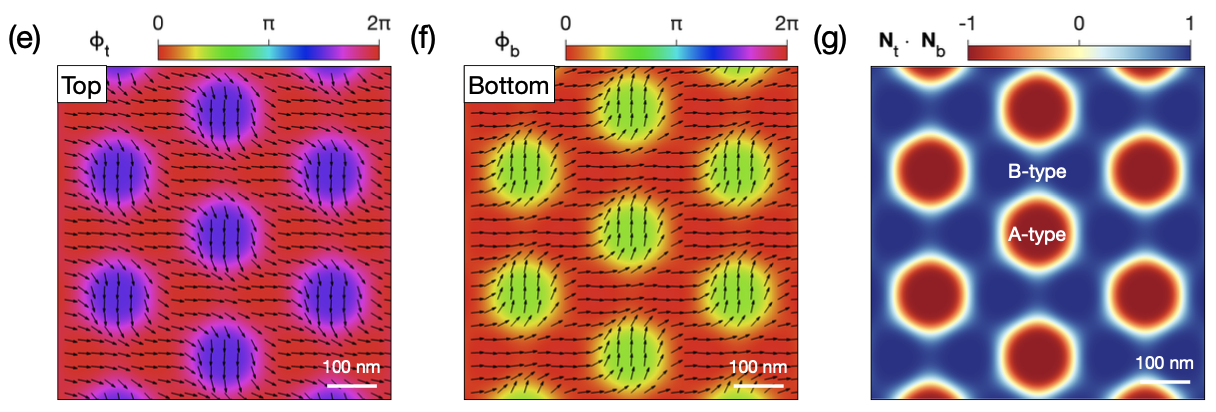 (e) ϕt 0 π 2π
Top
100 nm
(f) ϕb 0 π 2π
Bottom
100 nm
(g) Nt · Nb -1 0 1
B-type
A-type
100 nm